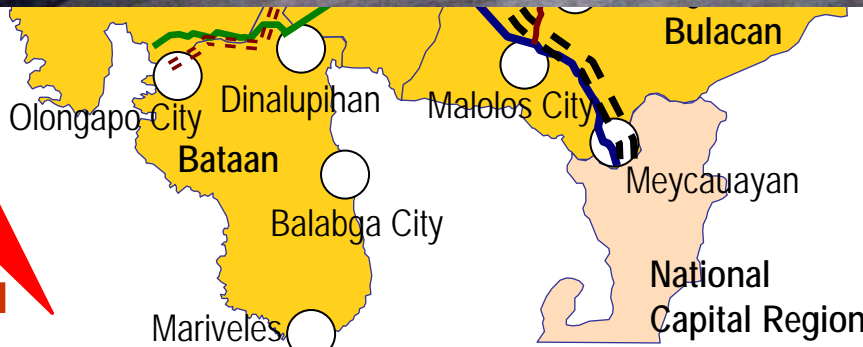 Bulacan
Dinalupihan
Malolos City
Olongapo City
Bataan
Meycauayan
Balabga City
National
Capital Region
Mariveles